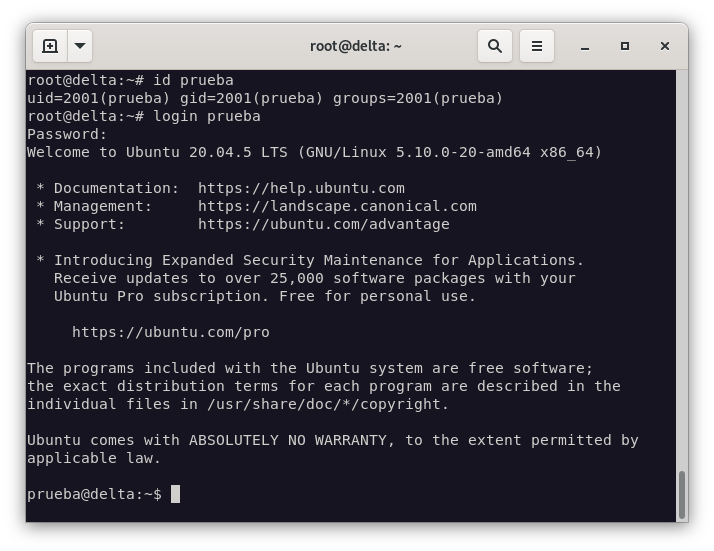 root@delta: ~
root@delta:~# id prueba
uid=2001(prueba) gid=2001(prueba) groups=2001(prueba)
root@delta:~# login prueba
Password:
Welcome to Ubuntu 20.04.5 LTS (GNU/Linux 5.10.0-20-amd64 x86_64)

 * Documentation:  https://help.ubuntu.com
 * Management:     https://landscape.canonical.com
 * Support:        https://ubuntu.com/advantage

 * Introducing Expanded Security Maintenance for Applications.
   Receive updates to over 25,000 software packages with your
   Ubuntu Pro subscription. Free for personal use.

     https://ubuntu.com/pro

The programs included with the Ubuntu system are free software;
the exact distribution terms for each program are described in the
individual files in /usr/share/doc/*/copyright.

Ubuntu comes with ABSOLUTELY NO WARRANTY, to the extent permitted by
applicable law.

prueba@delta:~$